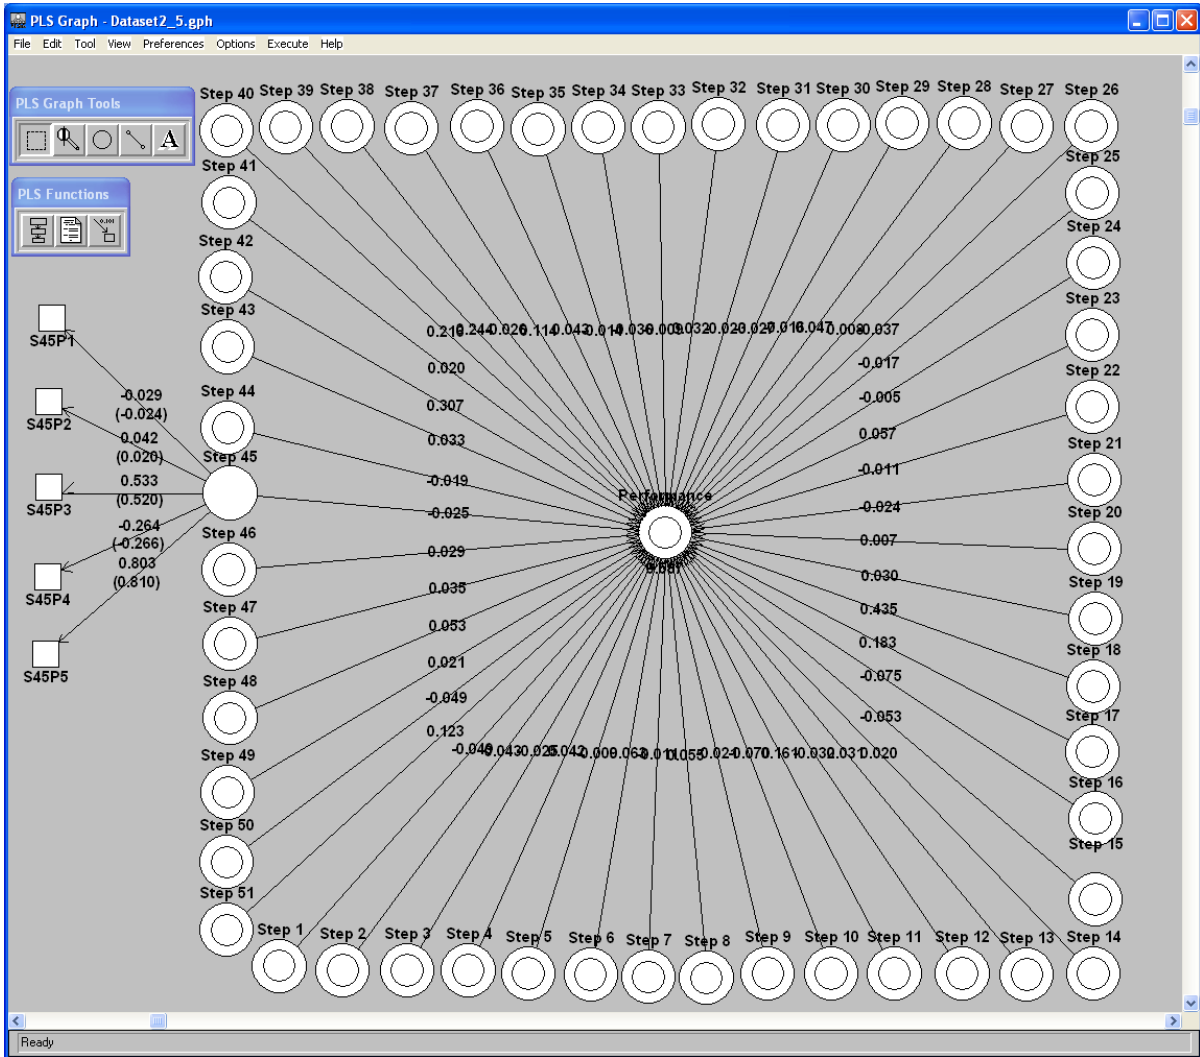 PLS Graph - Dataset2_5.gph
File Edit Tool View Preferences Options Execute Help
PLS Graph Tools
A
PLS Functions
Step 40 Step 39 Step 38 Step 37 Step 36 Step 35 Step 34 Step 33 Step 32 Step 31 Step 30 Step 29 Step 28 Step 27 Step 26
Step 41
Step 25
Step 42
Step 24
Step 43
Step 23
Step 44
Step 22
Step 45
Step 21
Step 46
Step 20
Step 47
Step 19
Step 48
Step 18
Step 49
Step 17
Step 50
Step 16
Step 51
Step 15
Step 1 Step 2 Step 3 Step 4 Step 5 Step 6 Step 7 Step 8 Step 9 Step 10 Step 11 Step 12 Step 13 Step 14
S45P1
S45P2
S45P3
S45P4
S45P5
-0.029
(-0.024)
0.042
(0.020)
0.533
(0.520)
-0.264
(-0.266)
0.803
(0.810)
0.020
0.307
0.033
-0.019
-0.025
0.029
0.035
0.053
0.021
-0.049
0.123
Performance
-0.037
-0.017
-0.005
0.057
-0.011
-0.024
0.007
0.030
0.435
0.183
-0.075
-0.053
0.020
Ready